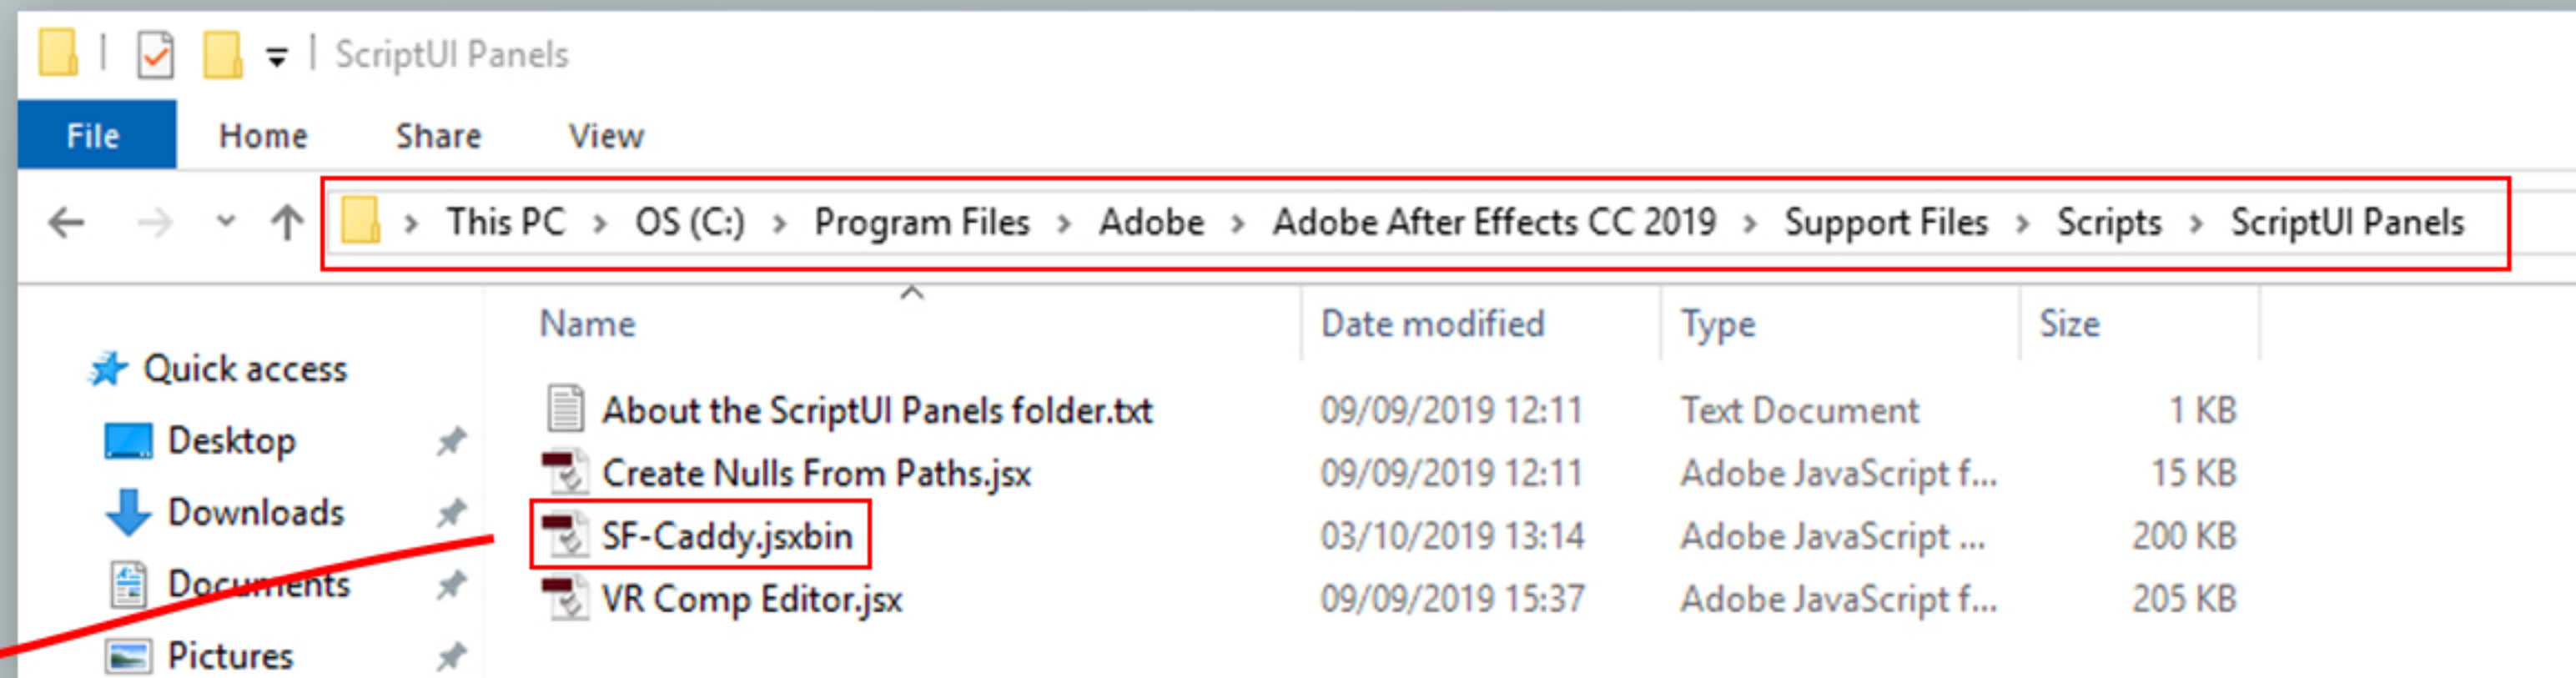 ScriptUI Panels
File Home Share View
This PC > OS (C:) > Program Files > Adobe > Adobe After Effects CC 2019 > Support Files > Scripts > ScriptUI Panels
Name Date modified Type Size
Quick access
About the ScriptUI Panels folder.txt 09/09/2019 12:11 Text Document 1 KB
Desktop
Create Nulls From Paths.jsx 09/09/2019 12:11 Adobe JavaScript f... 15 KB
Downloads
SF-Caddy.jsxbin 03/10/2019 13:14 Adobe JavaScript ... 200 KB
Documents
VR Comp Editor.jsx 09/09/2019 15:37 Adobe JavaScript f... 205 KB
Pictures